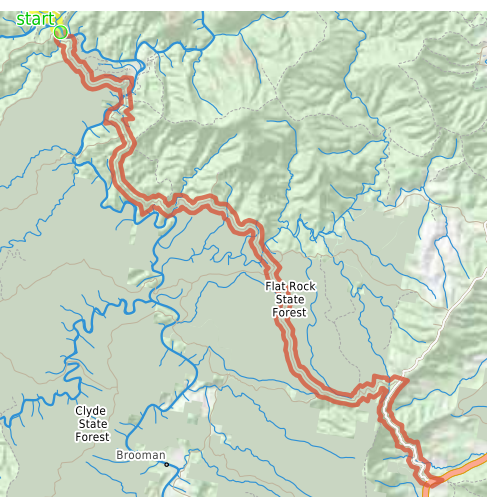 start
Flat Rock
State
Forest
Clyde
State
Forest
Brooman